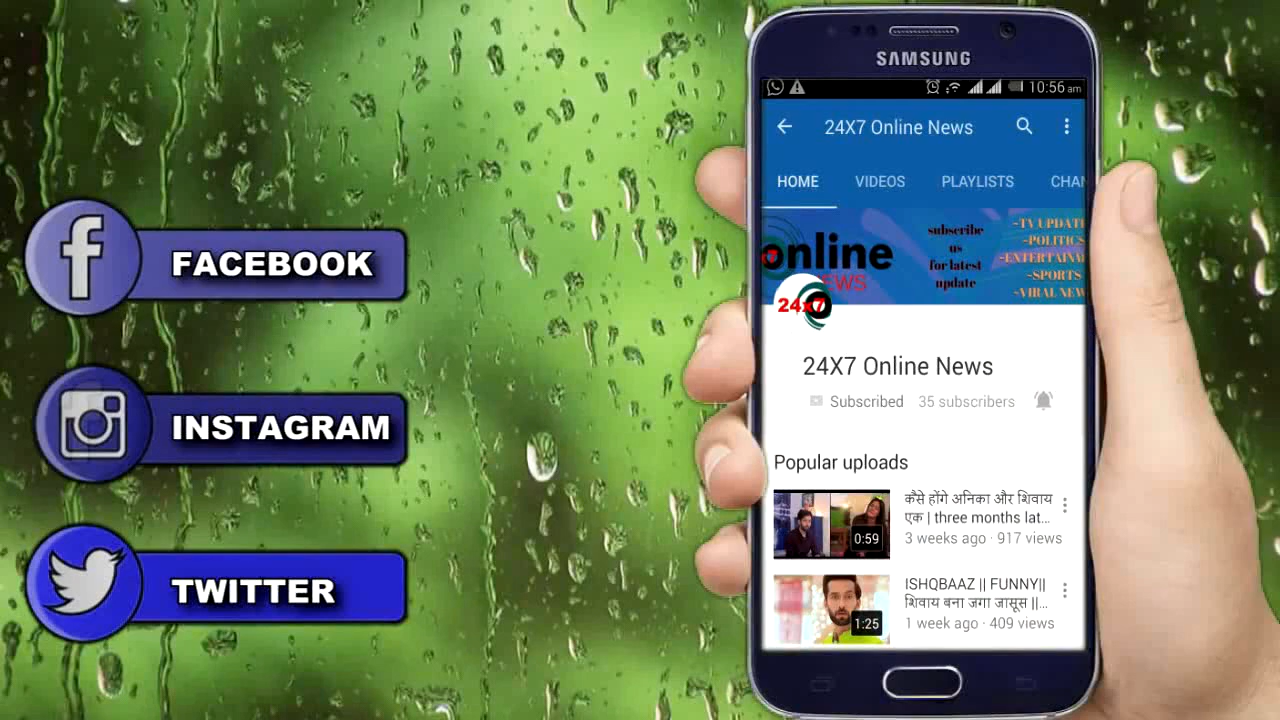 FACEBOOK
INSTAGRAM
TWITTER
SAMSUNG
10:56 am
24X7 Online News
HOME VIDEOS PLAYLISTS CHAN
online
NEWS
subscribe
us
for latest
update
~TV UPDATE
~POLITICS
~ENTERTAINM
~SPORTS
~VIRAL NEW
24x7
24X7 Online News
Subscribed 35 subscribers
Popular uploads
0:59
कैसे होंगे अनिका और शिवाय
एक | three months lat...
3 weeks ago · 917 views
1:25
ISHQBAAZ || FUNNY||
शिवाय बना जगा जासूस ||...
1 week ago · 409 views